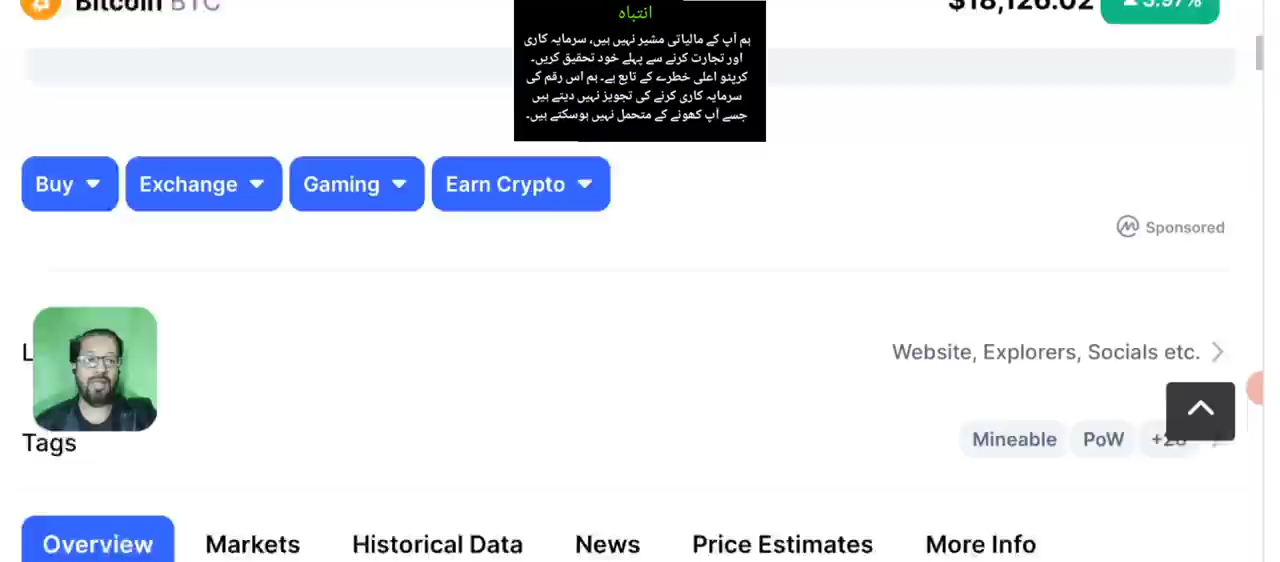 Bitcoin BTC
$18,126.02
3.97%
انتباہ
ہم آپ کے مالیاتی مشیر نہیں ہیں، سرمایہ کاری
اور تجارت کرنے سے پہلے خود تحقیق کریں۔
کرپٹو اعلی خطرے کے تابع ہے۔ ہم اس رقم کی
سرمایہ کاری کرنے کی تجویز نہیں دیتے ہیں
جسے آپ کھونے کے متحمل نہیں ہوسکتے ہیں۔
Buy
Exchange
Gaming
Earn Crypto
Sponsored
Website, Explorers, Socials etc.
Tags
Mineable
PoW
Overview
Markets
Historical Data
News
Price Estimates
More Info